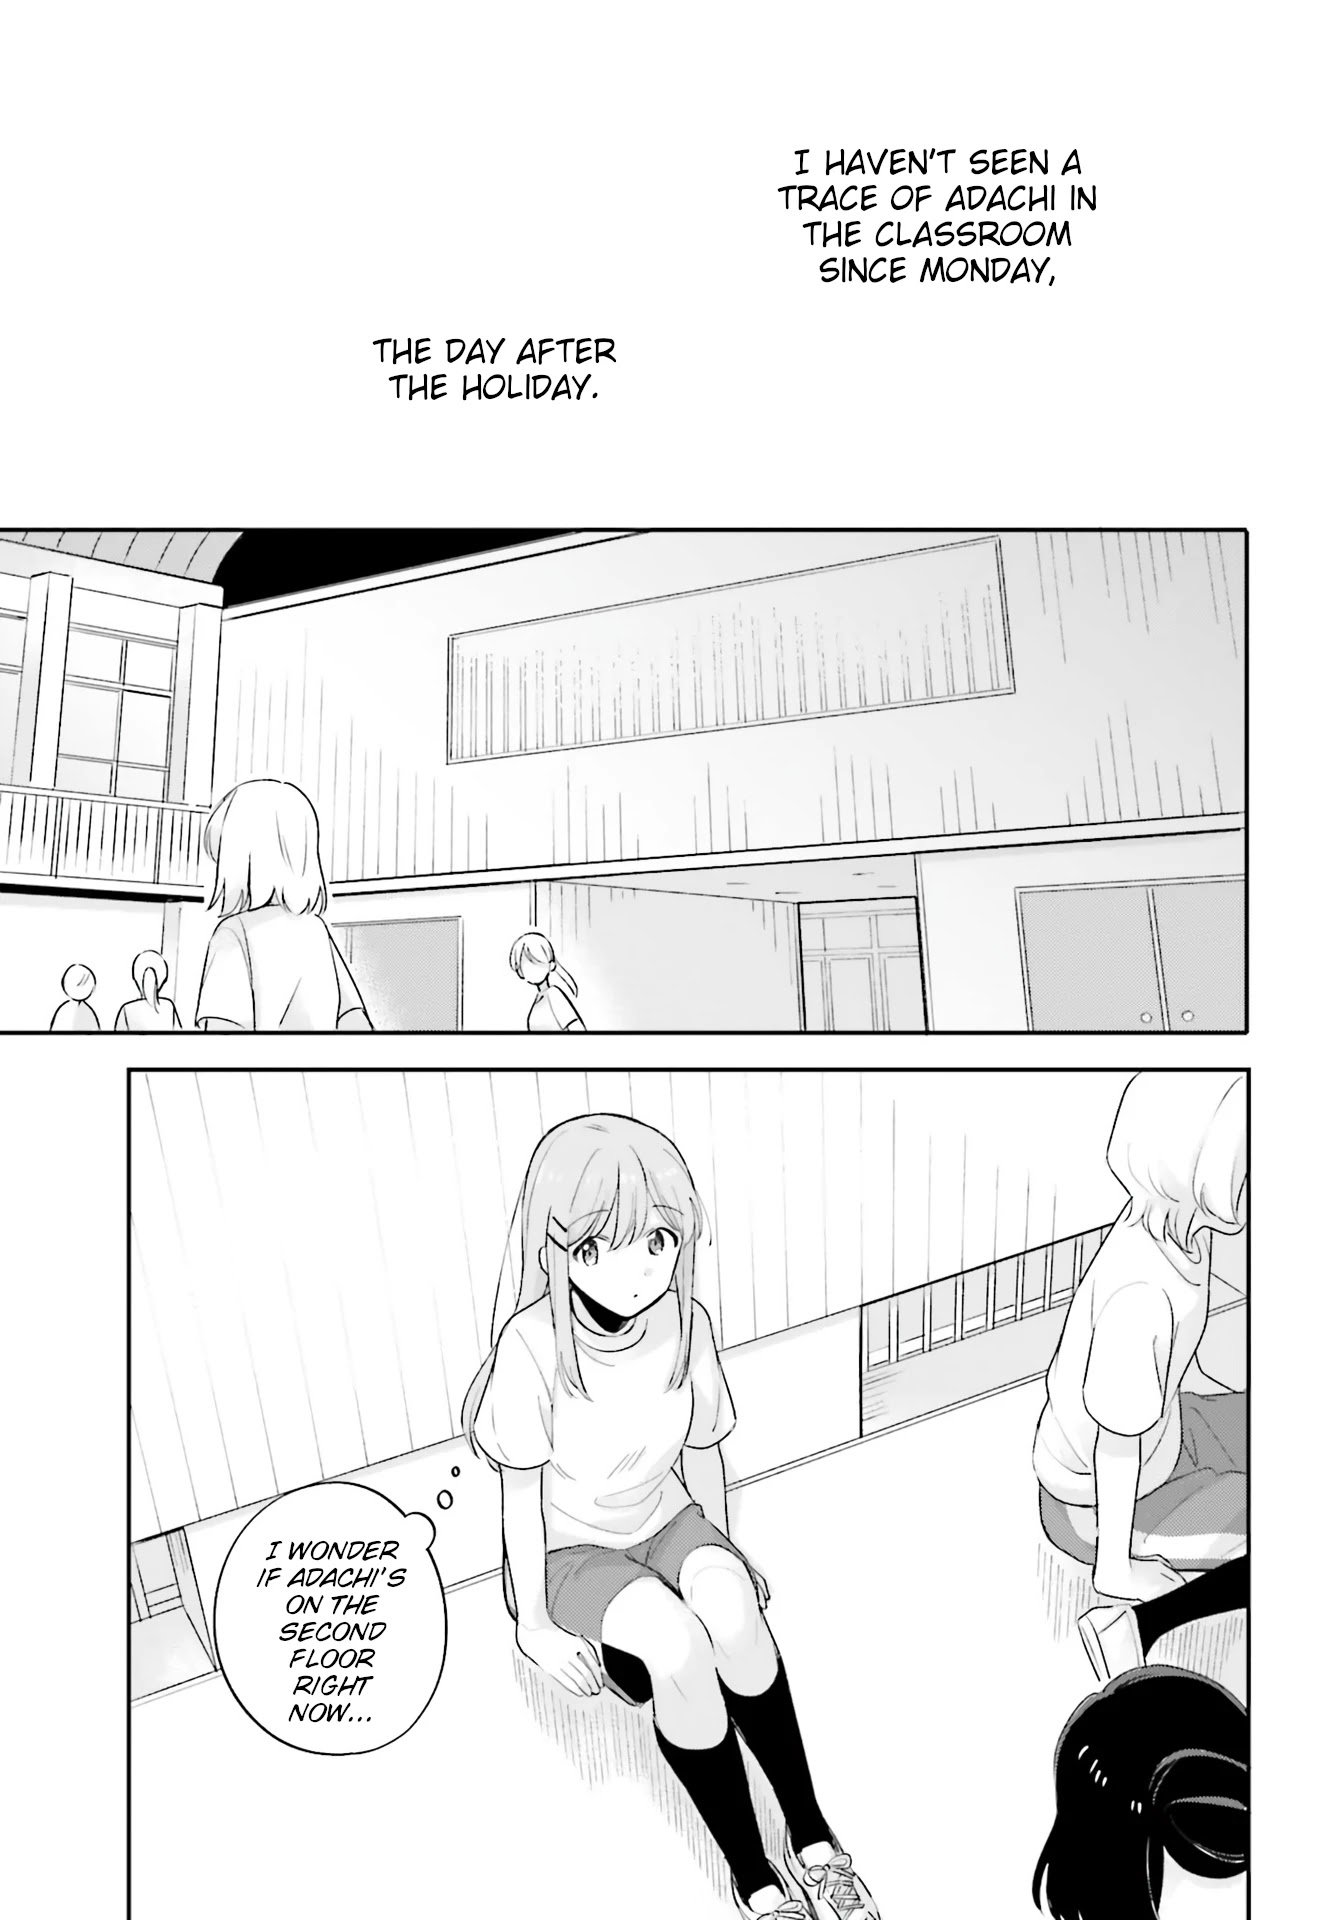 I HAVEN'T SEEN A
TRACE OF ADACHI IN
THE CLASSROOM
SINCE MONDAY,
THE DAY AFTER
THE HOLIDAY.
I WONDER
IF ADACHI'S
ON THE
SECOND
FLOOR
RIGHT
NOW...